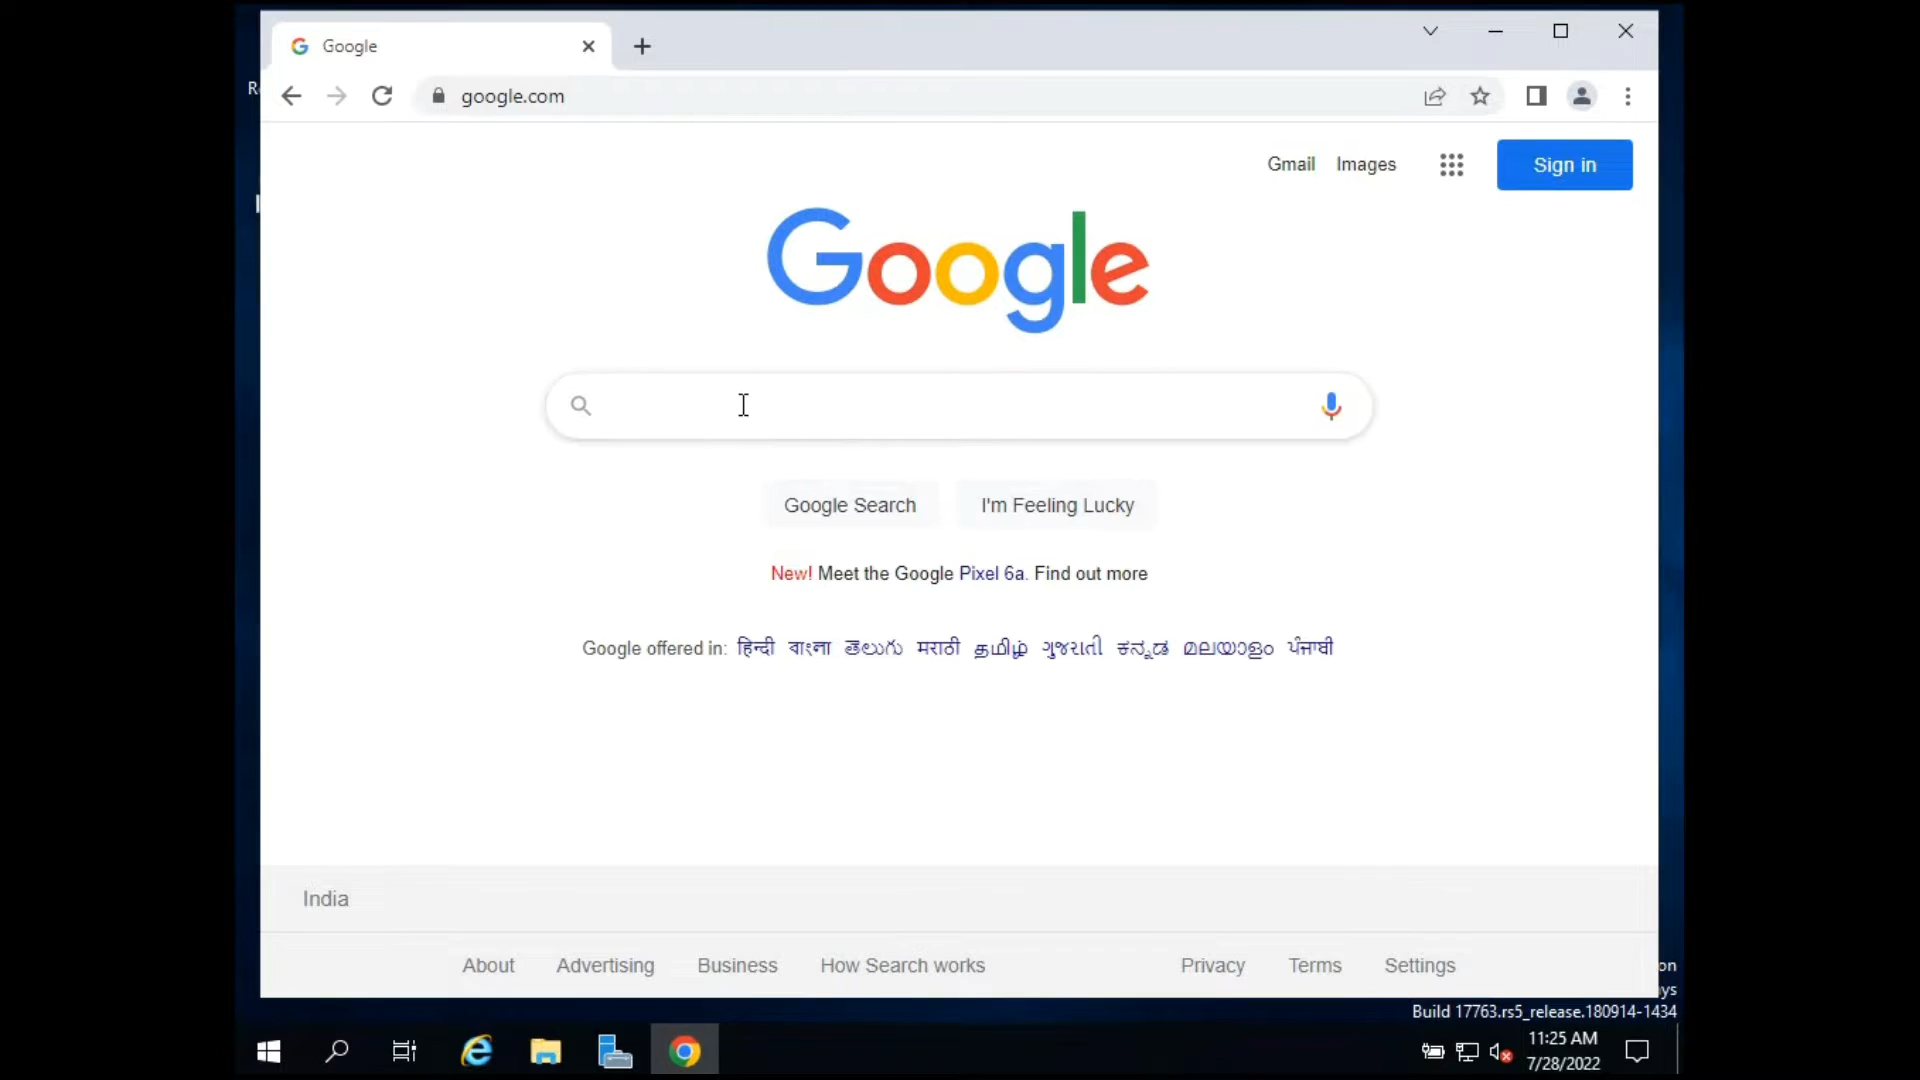 Google
google.com
Gmail Images Sign in
Google
Google Search I'm Feeling Lucky
New! Meet the Google Pixel 6a. Find out more
Google offered in: हिन्दी বাংলা తెలుగు मराठी தமிழ் ગુજરાતી ಕನ್ನಡ മലയാളം ਪੰਜਾਬੀ
India
About Advertising Business How Search works Privacy Terms Settings
Build 17763.rs5_release.180914-1434
11:25 AM
7/28/2022